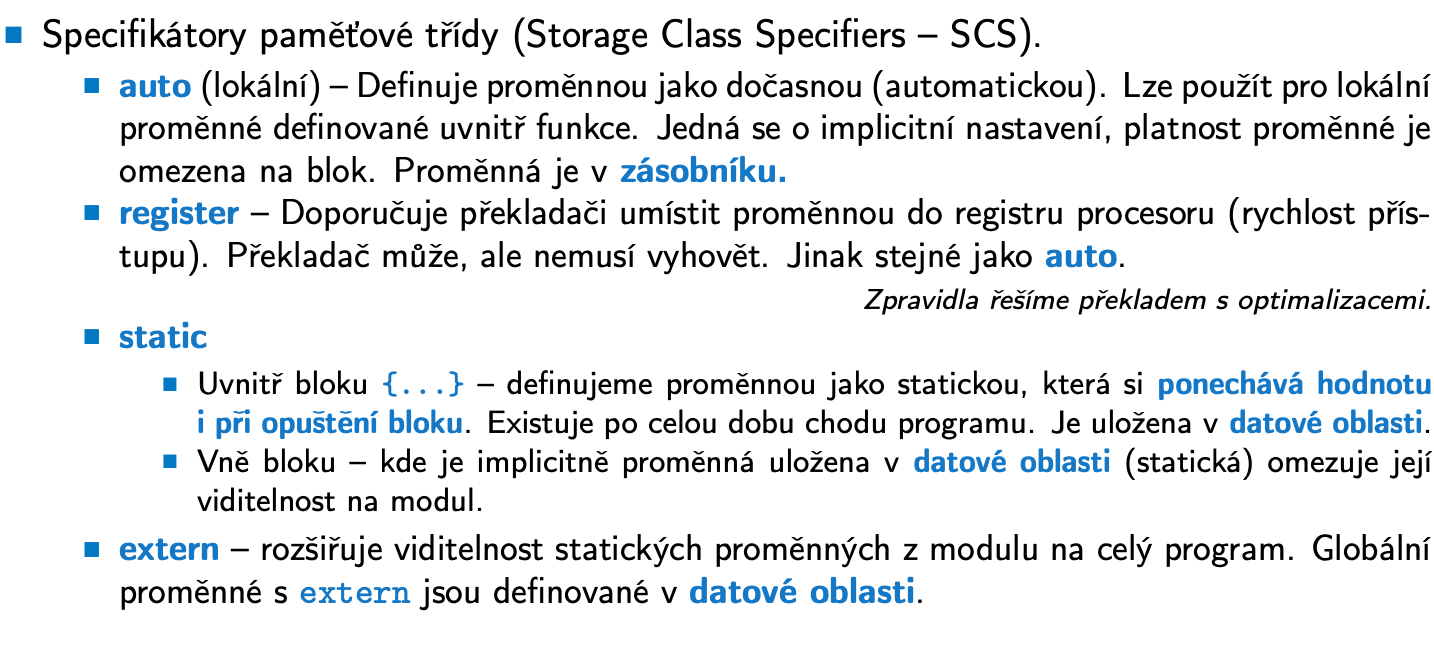 Specifikátory paměťové třídy (Storage Class Specifiers – SCS).
auto (lokální) – Definuje proměnnou jako dočasnou (automatickou). Lze použít pro lokální
proměnné definované uvnitř funkce. Jedná se o implicitní nastavení, platnost proměnné je
omezena na blok. Proměnná je v zásobníku.
register – Doporučuje překladači umístit proměnnou do registru procesoru (rychlost přís-
tupu). Překladač může, ale nemusí vyhovět. Jinak stejné jako auto.
Zpravidla řešíme překladem s optimalizacemi.
static
Uvnitř bloku {...} – definujeme proměnnou jako statickou, která si ponechává hodnotu
i při opuštění bloku. Existuje po celou dobu chodu programu. Je uložena v datové oblasti.
Vně bloku – kde je implicitně proměnná uložena v datové oblasti (statická) omezuje její
viditelnost na modul.
extern – rozšiřuje viditelnost statických proměnných z modulu na celý program. Globální
proměnné s extern jsou definované v datové oblasti.